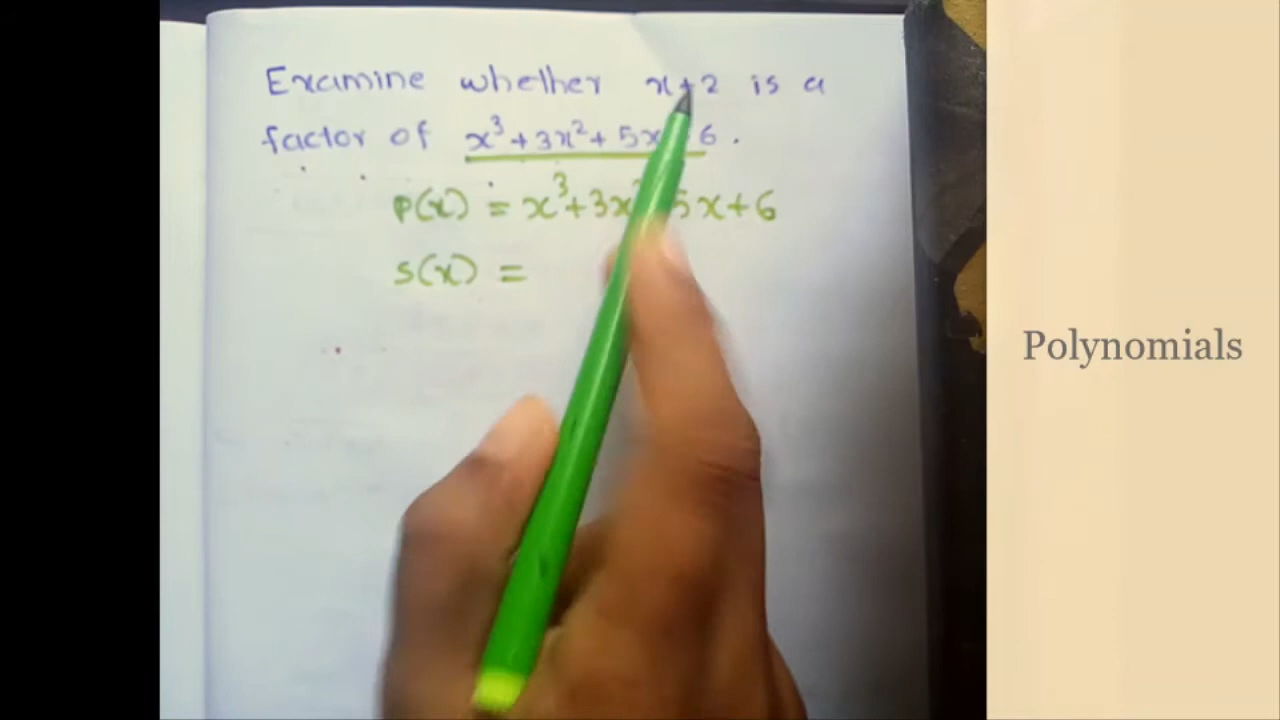 Examine whether x+2 is a
factor of x³+3x²+5x 6.
p(x) = x³+3x 5x+6
s(x) =
Polynomials